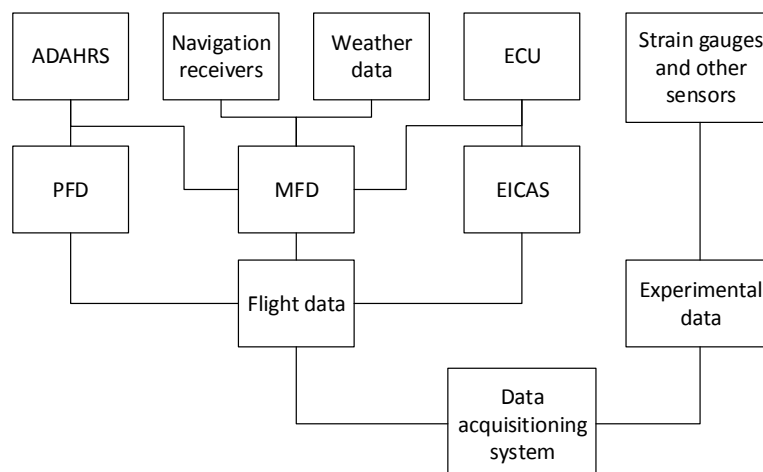 ADAHRS
Navigation
receivers
Weather
data
ECU
Strain gauges
and other
sensors
PFD
MFD
EICAS
Flight data
Experimental
data
Data
acquisitioning
system